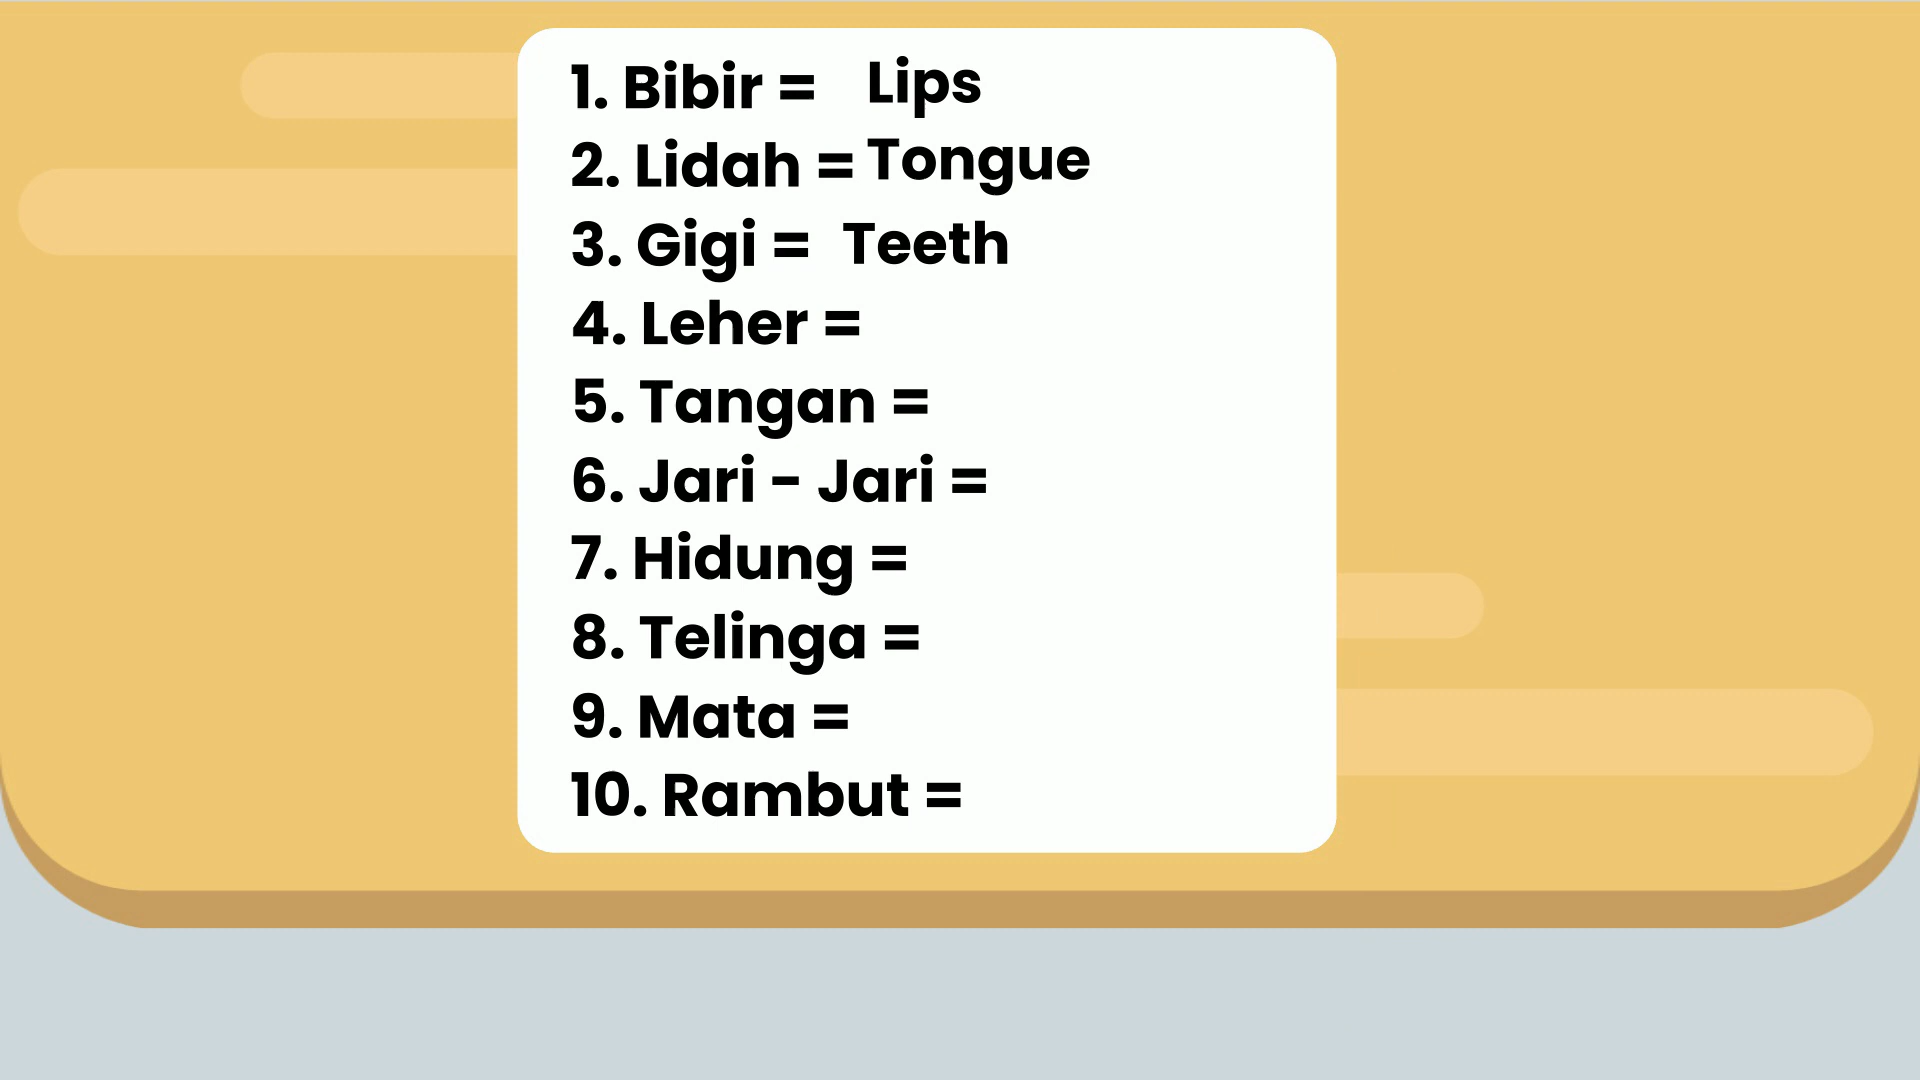 1. Bibir = Lips
2. Lidah = Tongue
3. Gigi = Teeth
4. Leher =
5. Tangan =
6. Jari - Jari =
7. Hidung =
8. Telinga =
9. Mata =
10. Rambut =